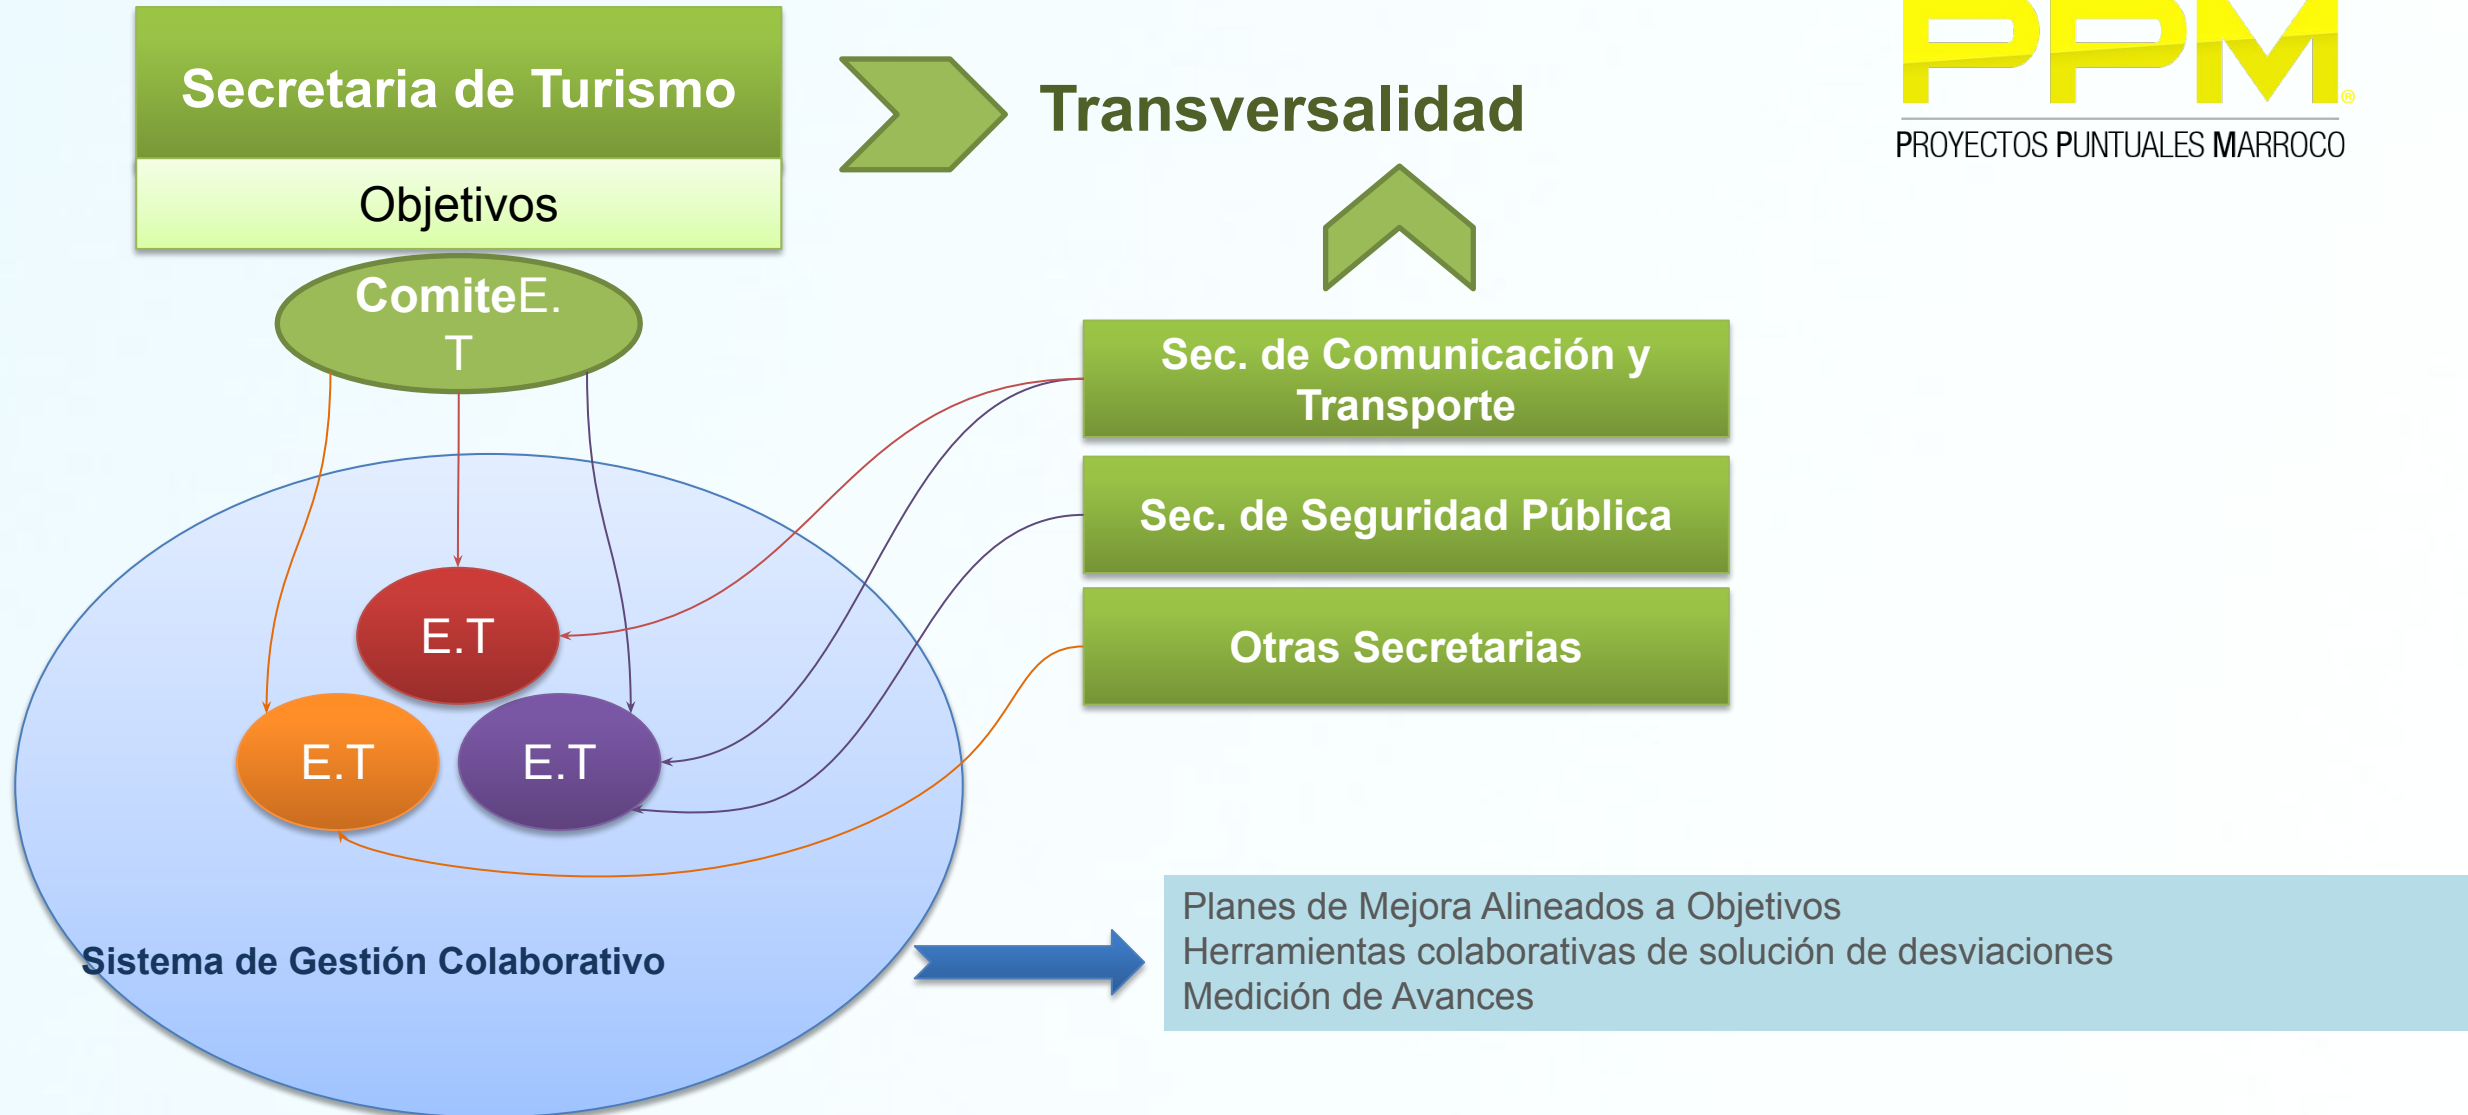 Secretaria de Turismo
Objetivos
ComiteE.
T
Transversalidad
PPM®
PROYECTOS PUNTUALES MARROCO
Sec. de Comunicación y
Transporte
Sec. de Seguridad Pública
Otras Secretarias
E.T
E.T
E.T
Sistema de Gestión Colaborativo
Planes de Mejora Alineados a Objetivos
Herramientas colaborativas de solución de desviaciones
Medición de Avances